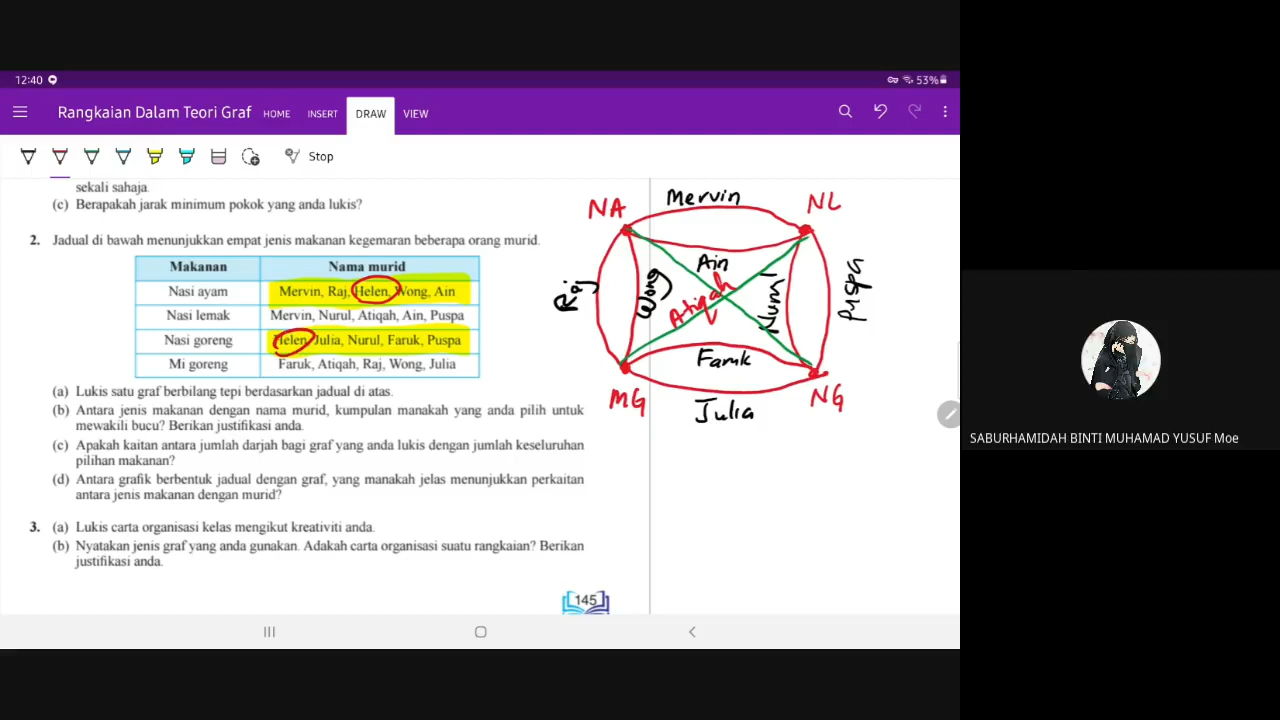 12:40
53%
Rangkaian Dalam Teori Graf
HOME
INSERT
DRAW
VIEW
Stop
sekali sahaja.
(c) Berapakah jarak minimum pokok yang anda lukis?
2. Jadual di bawah menunjukkan empat jenis makanan kegemaran beberapa orang murid.
Makanan Nama murid
Nasi ayam Mervin, Raj, Helen, Wong, Ain
Nasi lemak Mervin, Nurul, Atiqah, Ain, Puspa
Nasi goreng Helen, Julia, Nurul, Faruk, Puspa
Mi goreng Faruk, Atiqah, Raj, Wong, Julia
(a) Lukis satu graf berbilang tepi berdasarkan jadual di atas.
(b) Antara jenis makanan dengan nama murid, kumpulan manakah yang anda pilih untuk
mewakili bucu? Berikan justifikasi anda.
(c) Apakah kaitan antara jumlah darjah bagi graf yang anda lukis dengan jumlah keseluruhan
pilihan makanan?
(d) Antara grafik berbentuk jadual dengan graf, yang manakah jelas menunjukkan perkaitan
antara jenis makanan dengan murid?
3. (a) Lukis carta organisasi kelas mengikut kreativiti anda.
(b) Nyatakan jenis graf yang anda gunakan. Adakah carta organisasi suatu rangkaian? Berikan
justifikasi anda.
145
NA
Mervin
NL
Raj
Wong
Ain
Atiqah
Nurul
Puspa
Faruk
MG
Julia
NG
SABURHAMIDAH BINTI MUHAMAD YUSUF Moe